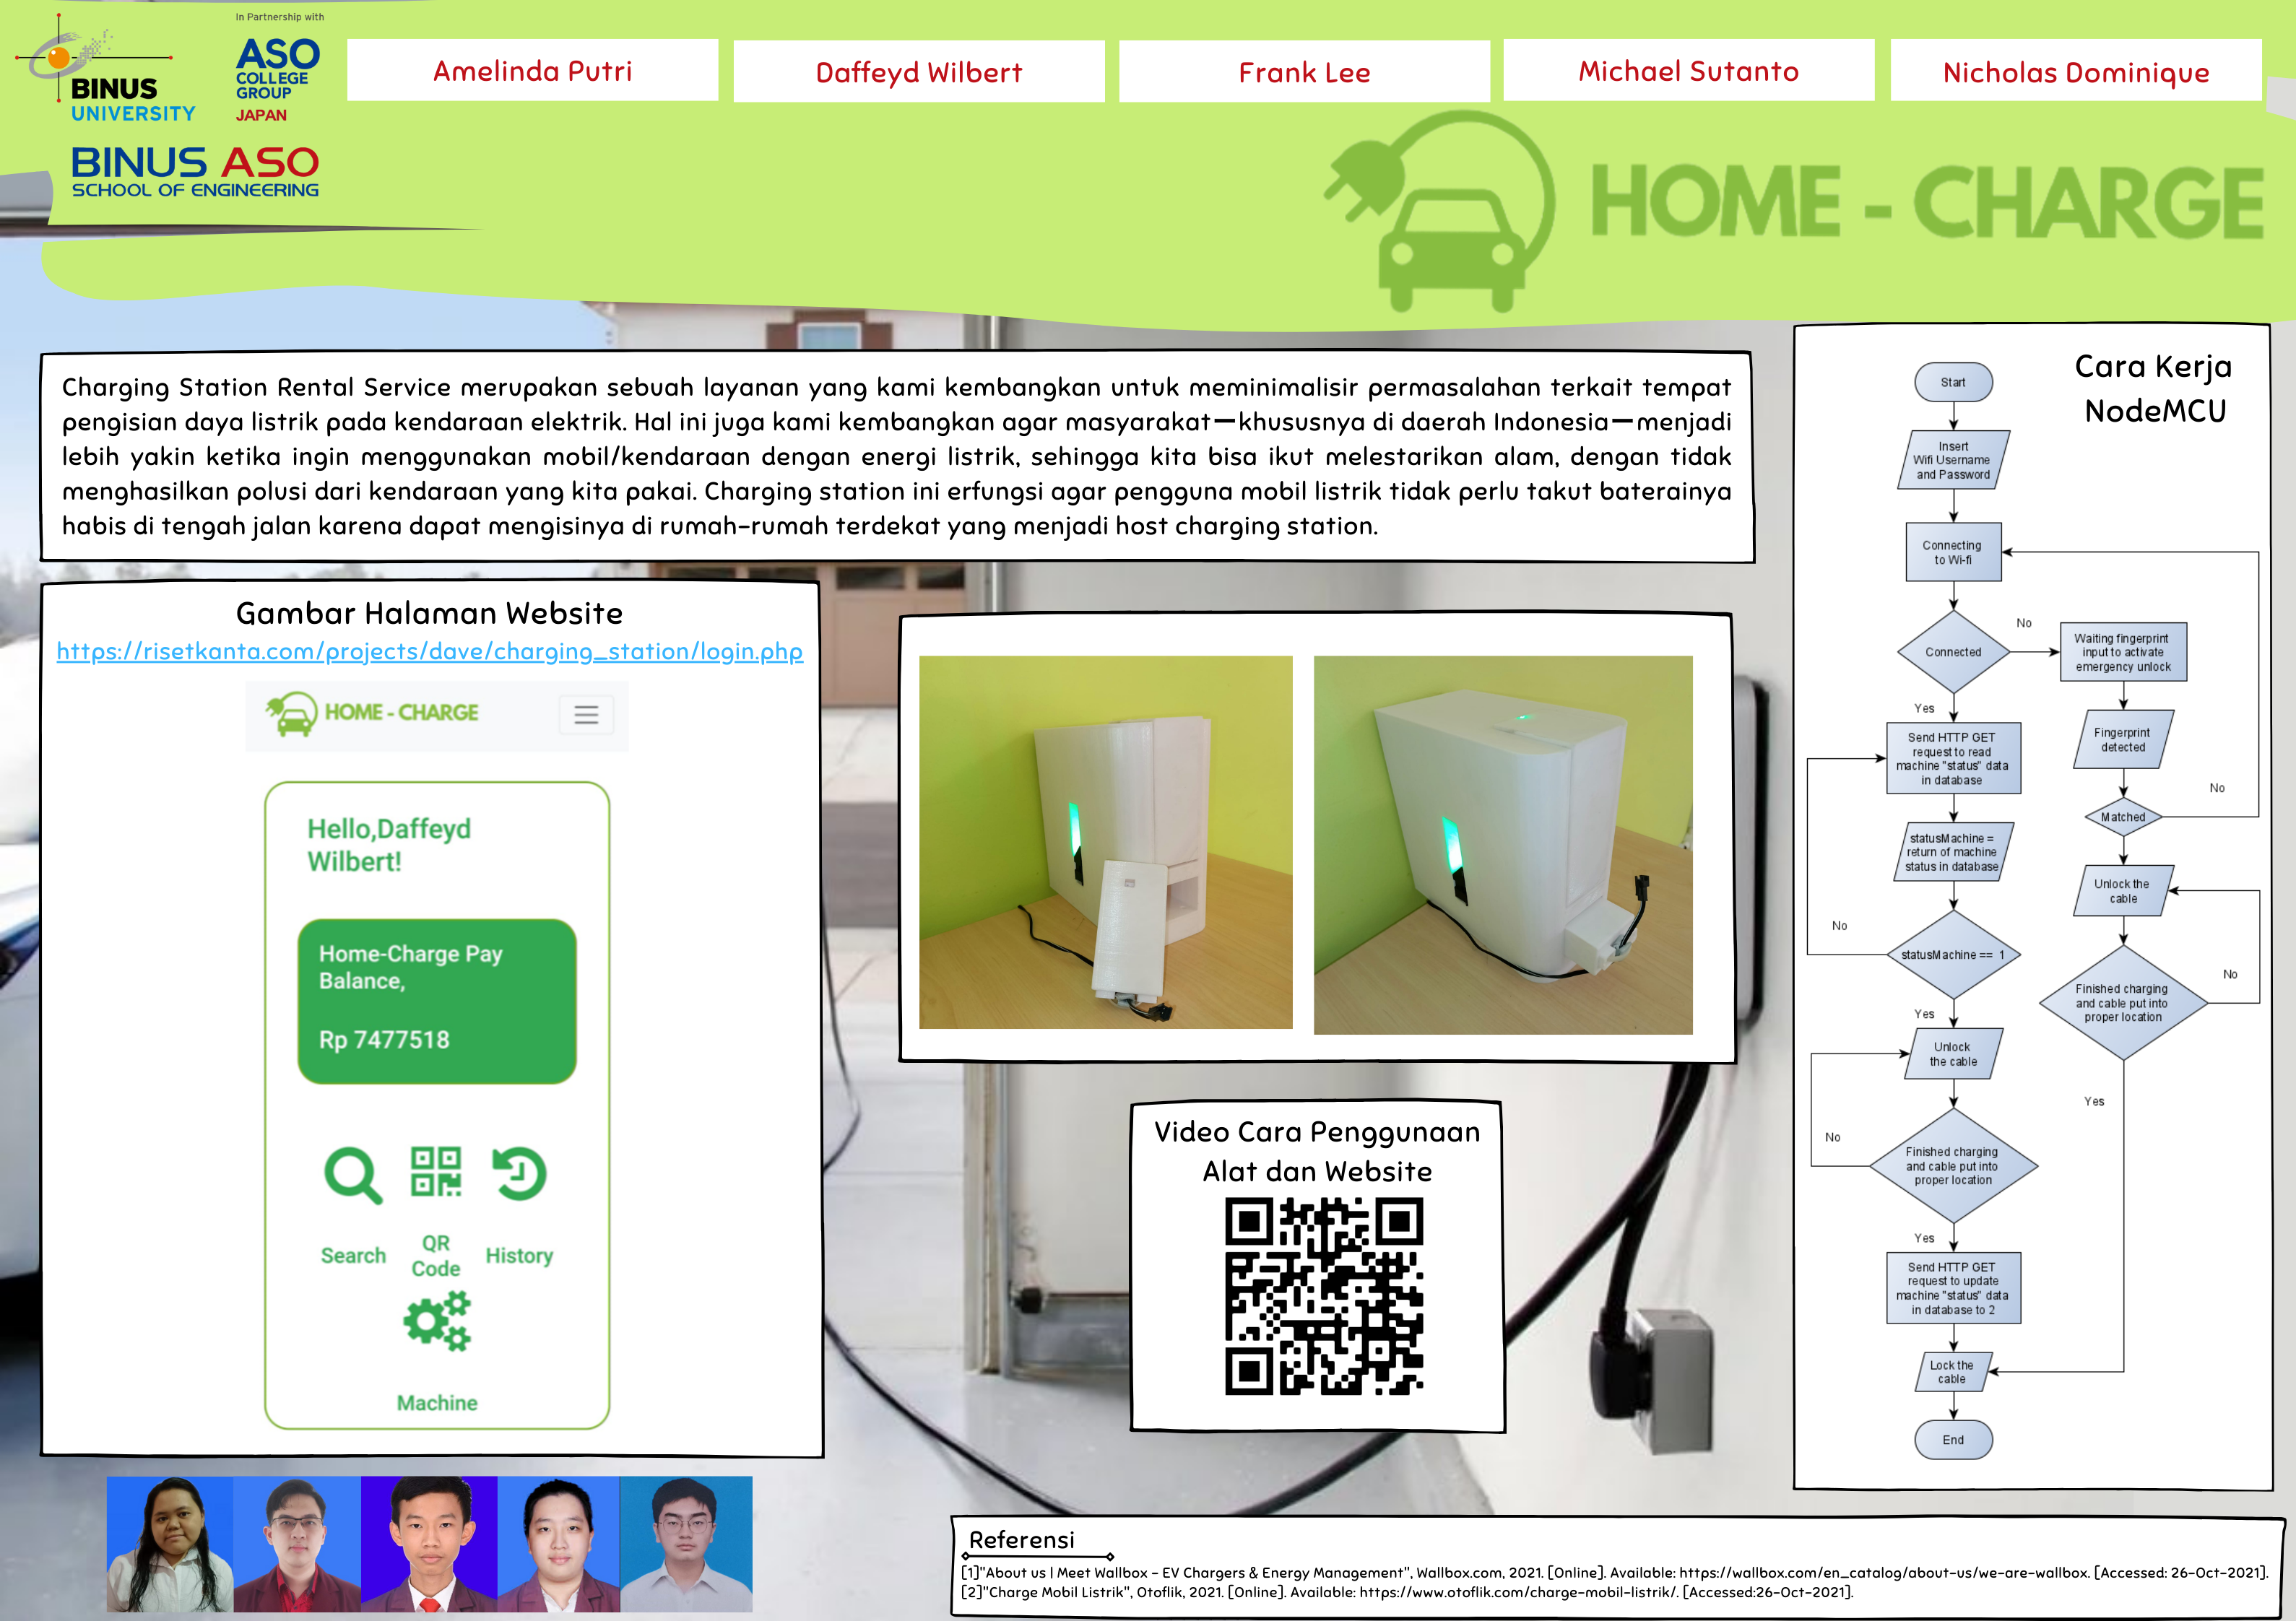 In Partnership with
BINUS
UNIVERSITY
ASO
COLLEGE
GROUP
JAPAN
BINUS ASO
SCHOOL OF ENGINEERING
Amelinda Putri
Daffeyd Wilbert
Frank Lee
Michael Sutanto
Nicholas Dominique
HOME - CHARGE
Charging Station Rental Service merupakan sebuah layanan yang kami kembangkan untuk meminimalisir permasalahan terkait tempat
pengisian daya listrik pada kendaraan elektrik. Hal ini juga kami kembangkan agar masyarakat—khususnya di daerah Indonesia—menjadi
lebih yakin ketika ingin menggunakan mobil/kendaraan dengan energi listrik, sehingga kita bisa ikut melestarikan alam, dengan tidak
menghasilkan polusi dari kendaraan yang kita pakai. Charging station ini erfungsi agar pengguna mobil listrik tidak perlu takut baterainya
habis di tengah jalan karena dapat mengisinya di rumah-rumah terdekat yang menjadi host charging station.
Gambar Halaman Website
https://risetkanta.com/projects/dave/charging_station/login.php
HOME - CHARGE
Hello,Daffeyd
Wilbert!
Home-Charge Pay
Balance,
Rp 7477518
Search
QR
Code
History
Machine
Video Cara Penggunaan
Alat dan Website
Cara Kerja
NodeMCU
Start
Insert
Wifi Username
and Password
Connecting
to Wi-fi
Connected
No
Waiting fingerprint
input to activate
emergency unlock
Yes
Send HTTP GET
request to read
machine "status" data
in database
Fingerprint
detected
No
Matched
statusMachine =
return of machine
status in database
Unlock the
cable
No
statusMachine == 1
No
Finished charging
and cable put into
proper location
Yes
Unlock
the cable
Yes
No
Finished charging
and cable put into
proper location
Yes
Send HTTP GET
request to update
machine "status" data
in database to 2
Lock the
cable
End
Referensi
[1]"About us | Meet Wallbox - EV Chargers & Energy Management", Wallbox.com, 2021. [Online]. Available: https://wallbox.com/en_catalog/about-us/we-are-wallbox. [Accessed: 26-Oct-2021].
[2]"Charge Mobil Listrik", Otoflik, 2021. [Online]. Available: https://www.otoflik.com/charge-mobil-listrik/. [Accessed:26-Oct-2021].